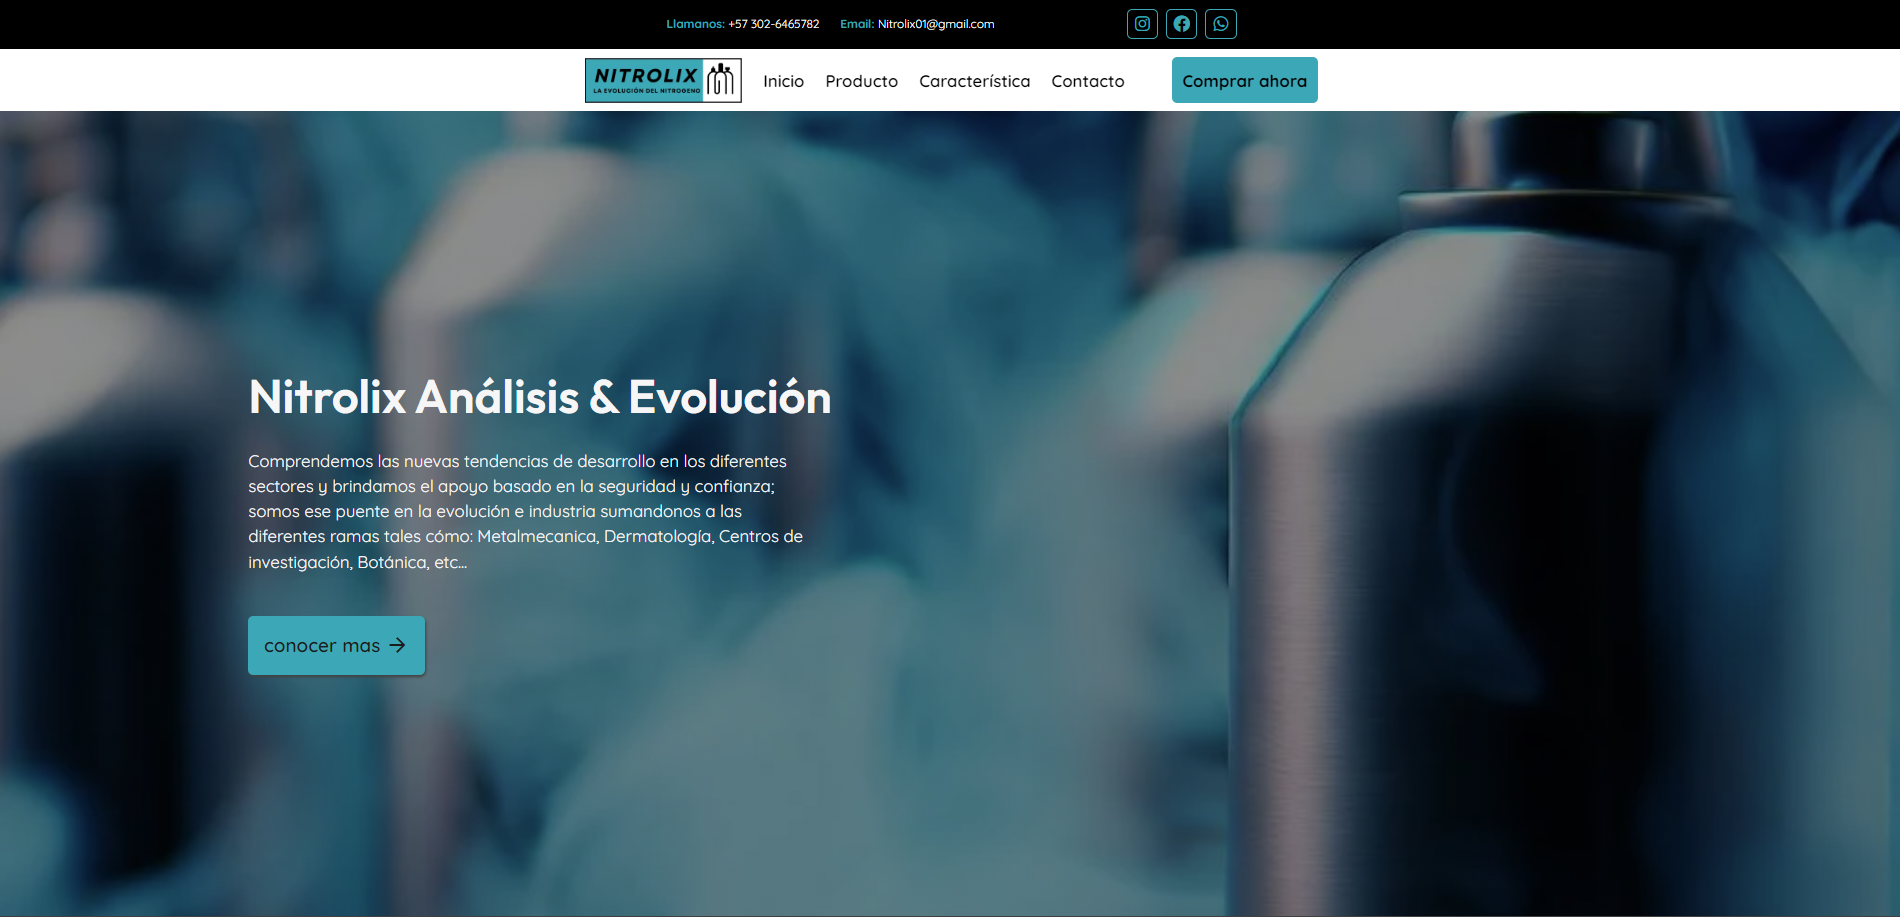 Llamanos: +57 302-6465782 Email: Nitrolix01@gmail.com
NITROLIX
LA EVOLUCIÓN DEL NITROGENO
Inicio Producto Característica Contacto Comprar ahora
Nitrolix Análisis & Evolución
Comprendemos las nuevas tendencias de desarrollo en los diferentes
sectores y brindamos el apoyo basado en la seguridad y confianza;
somos ese puente en la evolución e industria sumandonos a las
diferentes ramas tales cómo: Metalmecanica, Dermatología, Centros de
investigación, Botánica, etc...
conocer mas →